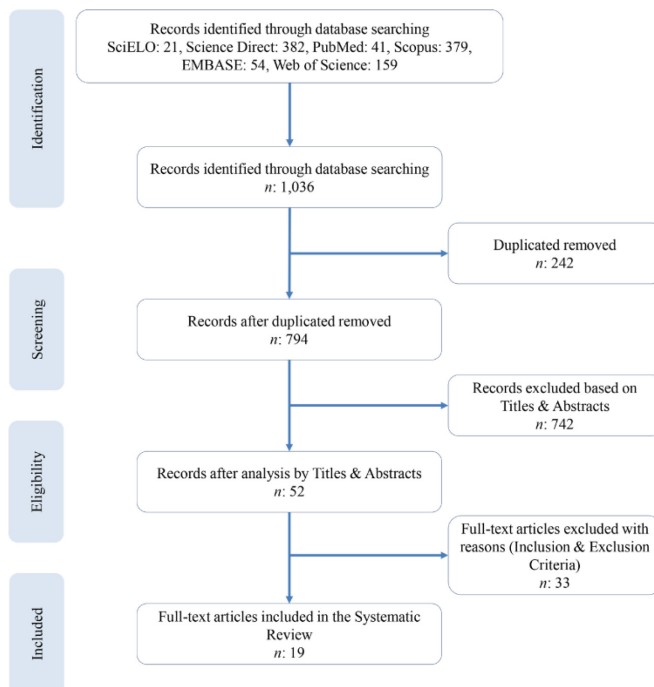 Identification
Records identified through database searching
SciELO: 21, Science Direct: 382, PubMed: 41, Scopus: 379,
EMBASE: 54, Web of Science: 159
Records identified through database searching
n: 1,036
Duplicated removed
n: 242
Screening
Records after duplicated removed
n: 794
Records excluded based on
Titles & Abstracts
n: 742
Eligibility
Records after analysis by Titles & Abstracts
n: 52
Full-text articles excluded with
reasons (Inclusion & Exclusion
Criteria)
n: 33
Included
Full-text articles included in the Systematic
Review
n: 19